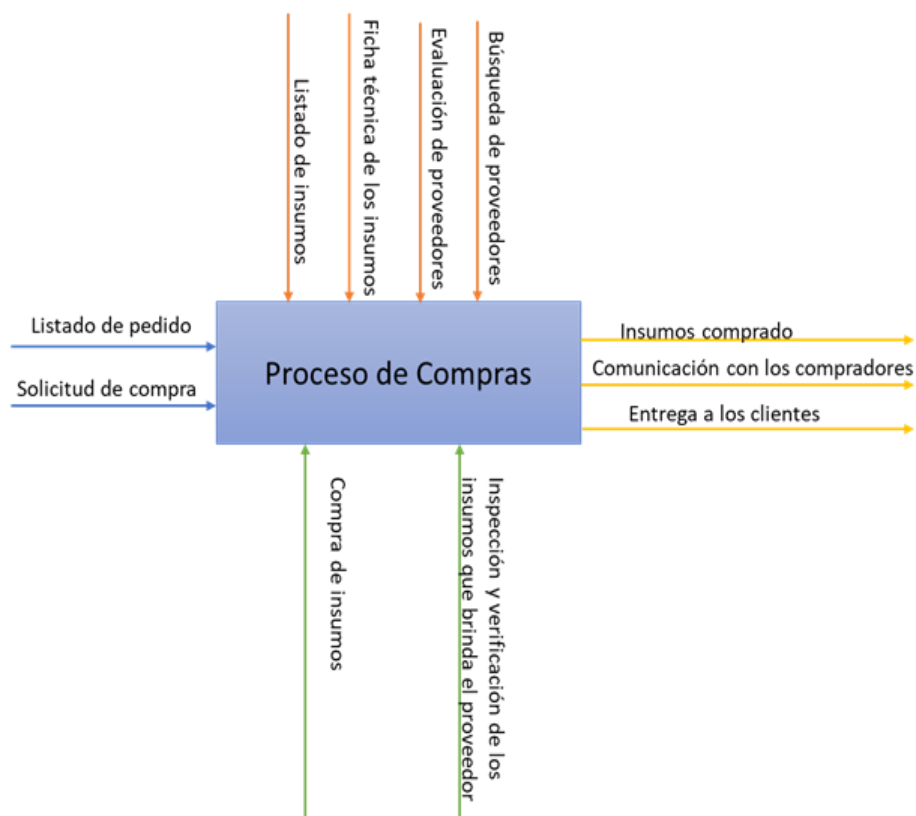 Listado de insumos
Ficha técnica de los insumos
Evaluación de proveedores
Búsqueda de proveedores
Listado de pedido
Solicitud de compra
Proceso de Compras
Insumos comprado
Comunicación con los compradores
Entrega a los clientes
Compra de insumos
Inspección y verificación de los
insumos que brinda el proveedor